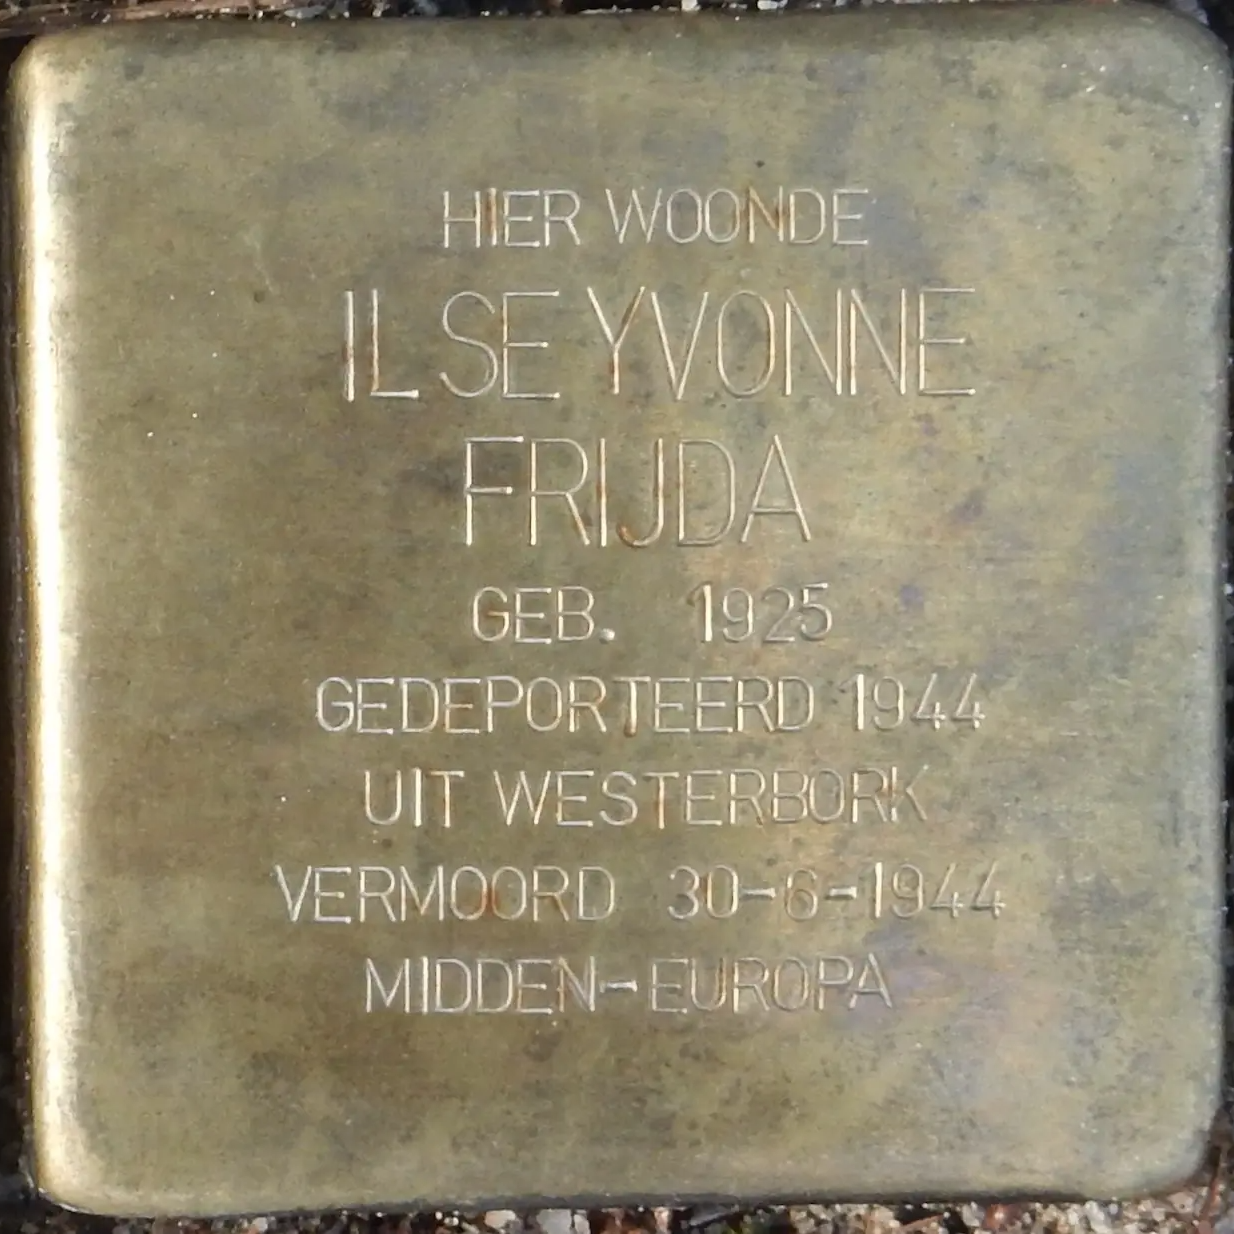 HIER WOONDE
ILSE YVONNE
FRIJDA
GEB. 1925
GEDEPORTEERD 1944
UIT WESTERBORK
VERMOORD 30-6-1944
MIDDEN-EUROPA